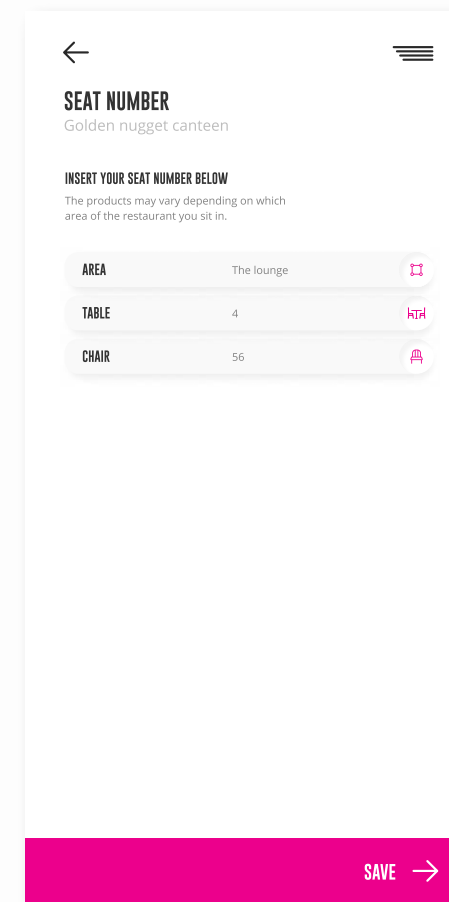 SEAT NUMBER
Golden nugget canteen
INSERT YOUR SEAT NUMBER BELOW
The products may vary depending on which
area of the restaurant you sit in.
AREA The lounge
TABLE 4
CHAIR 56
SAVE